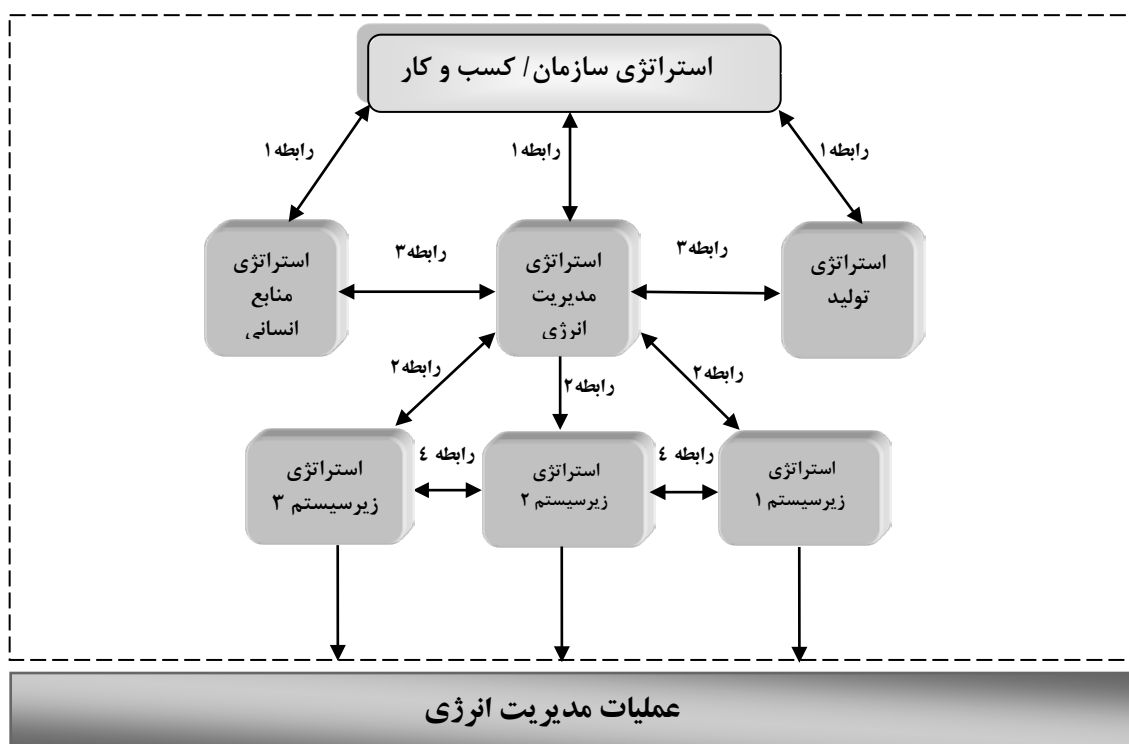 استراتژی سازمان/ کسب و کار
رابطه۱
رابطه۱
رابطه۱
استراتژی
تولید
رابطه۳
استراتژی
مدیریت
انرژی
رابطه۳
استراتژی
منابع
انسانی
رابطه۲
رابطه۲
رابطه۲
استراتژی
زیرسیستم ۱
رابطه ٤
استراتژی
زیرسیستم ۲
رابطه ٤
استراتژی
زیرسیستم ۳
عملیات مدیریت انرژی